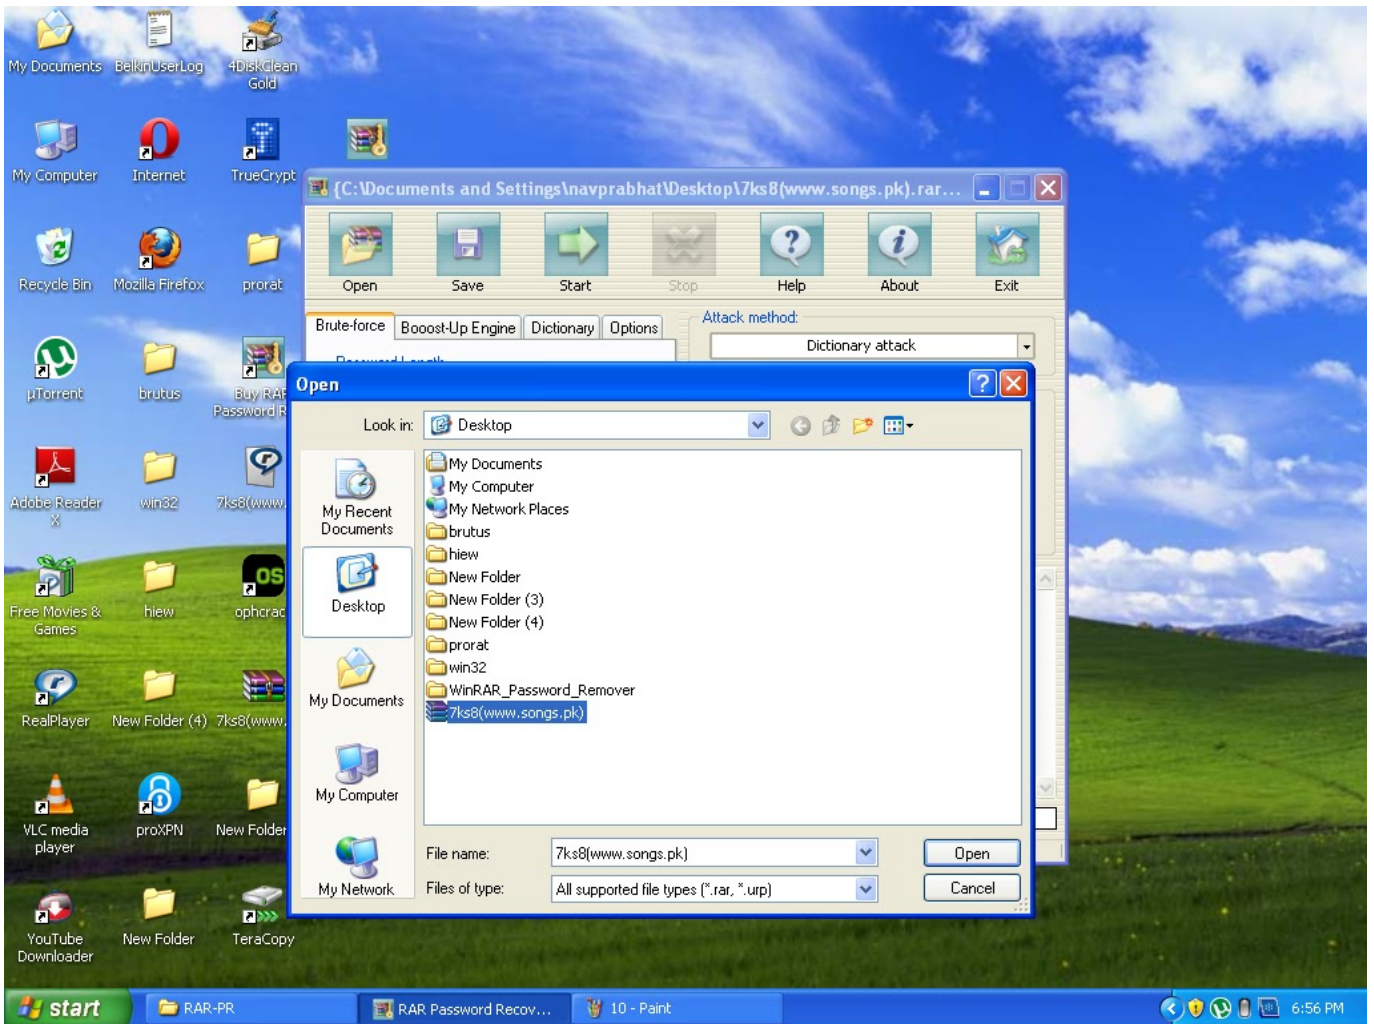 My Documents
BelkinUserLog
4DiskClean
Gold
My Computer
Internet
TrueCrypt
{C:\Documents and Settings\navprabhat\Desktop\7ks8(www.songs.pk).rar...
Recycle Bin
Mozilla Firefox
prorat
Open
Save
Start
Stop
Help
About
Exit
Brute-force
Booost-Up Engine
Dictionary
Options
Attack method:
Dictionary attack
µTorrent
brutus
Buy RAR
Password R
Open
Look in:
Desktop
Adobe Reader
X
win32
7ks8(www.
My Recent
Documents
Desktop
My Documents
My Computer
My Network
My Documents
My Computer
My Network Places
brutus
hiew
New Folder
New Folder (3)
New Folder (4)
prorat
win32
WinRAR_Password_Remover
7ks8(www.songs.pk)
Free Movies &
Games
hiew
OS
ophcrac
RealPlayer
New Folder (4)
7ks8(www.
VLC media
player
proXPN
New Folder
File name:
7ks8(www.songs.pk)
Open
Files of type:
All supported file types (*.rar, *.urp)
Cancel
YouTube
Downloader
New Folder
TeraCopy
start
RAR-PR
RAR Password Recov...
10 - Paint
6:56 PM